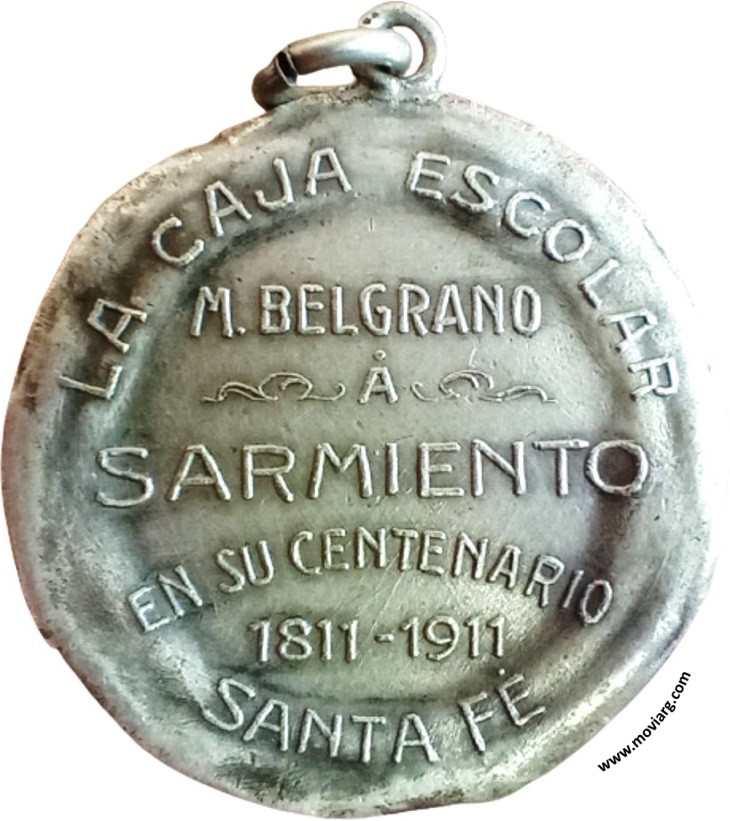 LA CAJA ESCOLAR
M. BELGRANO
Á
SARMIENTO
EN SU CENTENARIO
1811-1911
SANTA FÉ
www.moviarg.com